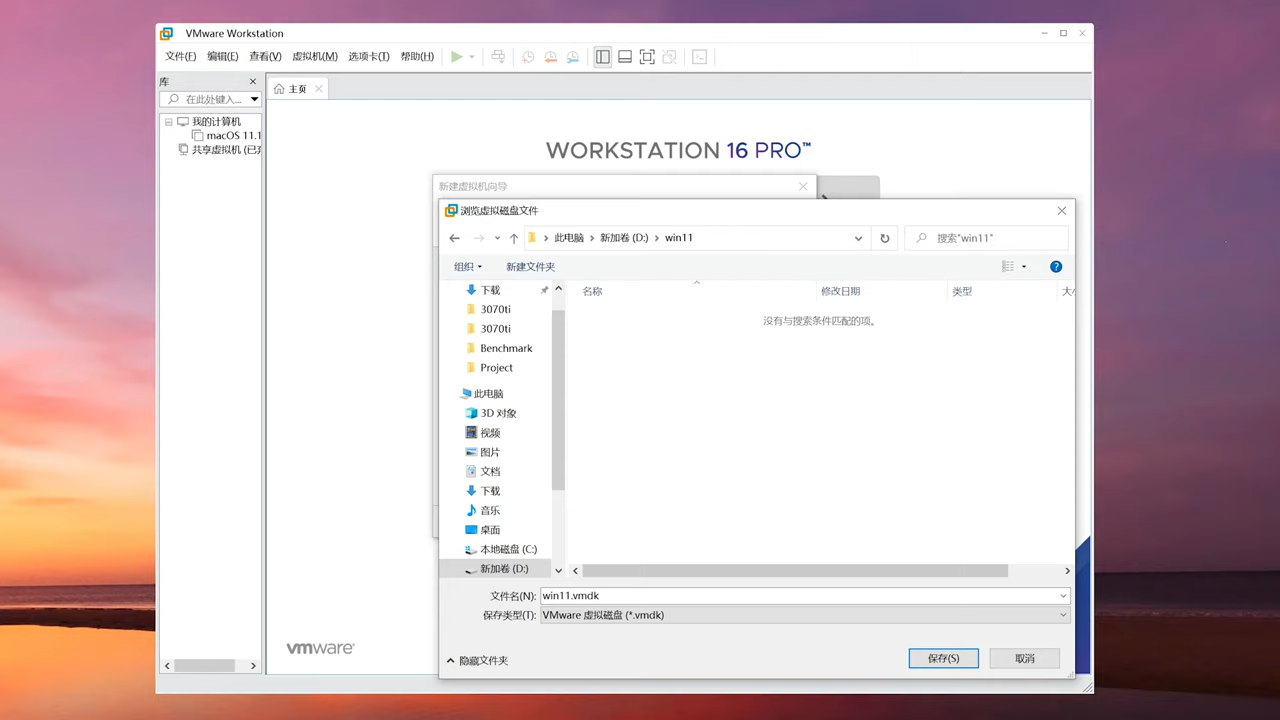 VMware Workstation
文件(F) 编辑(E) 查看(V) 虚拟机(M) 选项卡(T) 帮助(H)
库
在此处键入...
主页
我的计算机
macOS 11.1
共享虚拟机 (已
WORKSTATION 16 PRO™
新建虚拟机向导
浏览虚拟磁盘文件
此电脑 新加卷 (D:) win11
搜索"win11"
组织 新建文件夹
名称 修改日期 类型 大
没有与搜索条件匹配的项。
下载
3070ti
3070ti
Benchmark
Project
此电脑
3D 对象
视频
图片
文档
下载
音乐
桌面
本地磁盘 (C:)
新加卷 (D:)
文件名(N): win11.vmdk
保存类型(T): VMware 虚拟磁盘 (*.vmdk)
隐藏文件夹
保存(S) 取消
vmware®